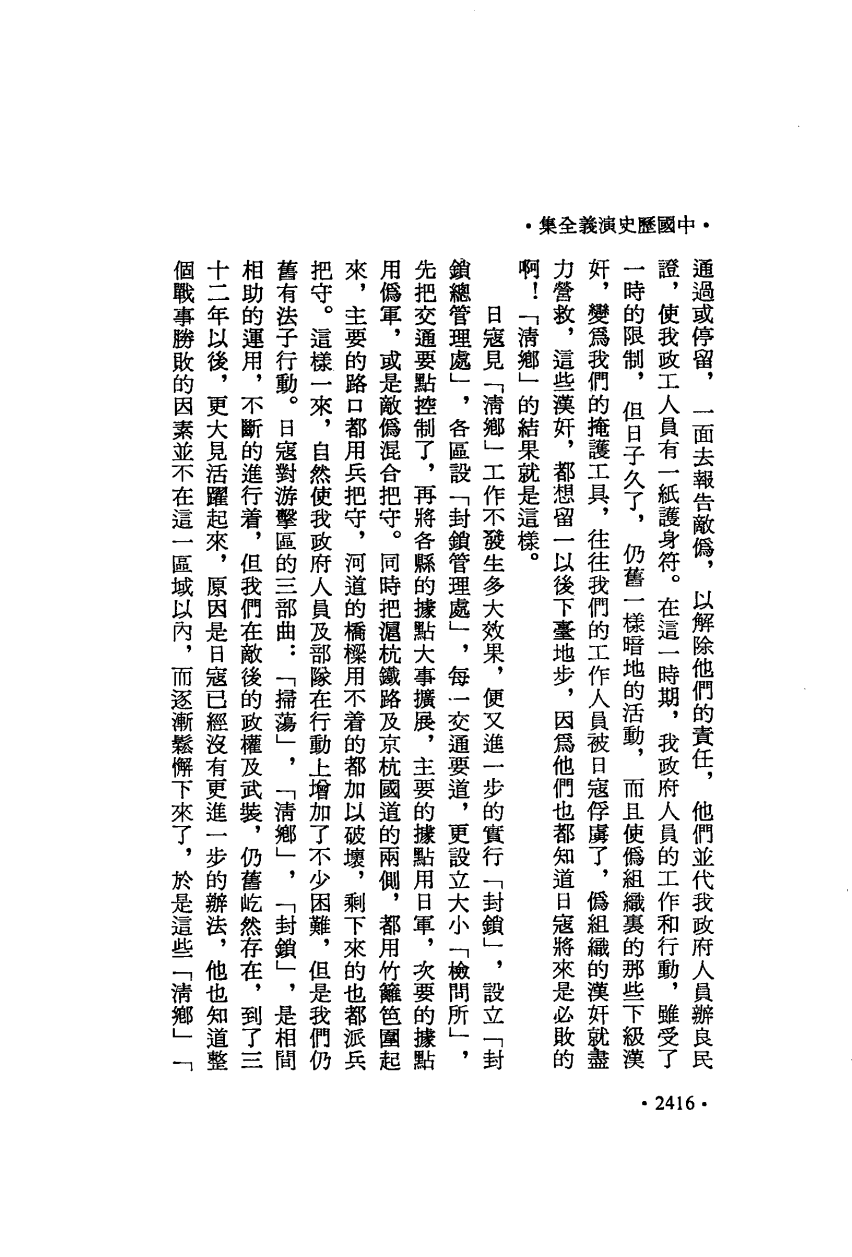 •中國歷史演義全集•
通過或停留，一面去報告敵僞，以解除他們的責任，他們並代我政府人員辦良民
證，使我政工人員有一紙護身符。在這一時期，我政府人員的工作和行動，雖受了
一時的限制，但日子久了，仍舊一樣暗地的活動，而且使僞組織裏的那些下級漢
奸，變爲我們的掩護工具，往往我們的工作人員被日寇俘虜了，僞組織的漢奸就盡
力營救，這些漢奸，都想留一以後下臺地步，因爲他們也都知道日寇將來是必敗的
啊！「清鄉」的結果就是這樣。
日寇見「清鄉」工作不發生多大效果，便又進一步的實行「封鎖」，設立「封
鎖總管理處」，各區設「封鎖管理處」，每一交通要道，更設立大小「檢問所」，
先把交通要點控制了，再將各縣的據點大事擴展，主要的據點用日軍，次要的據點
用僞軍，或是敵僞混合把守。同時把滬杭鐵路及京杭國道的兩側，都用竹籬笆圍起
來，主要的路口都用兵把守，河道的橋樑用不着的都加以破壞，剩下來的也都派兵
把守。這樣一來，自然使我政府人員及部隊在行動上增加了不少困難，但是我們仍
舊有法子行動。日寇對游擊區的三部曲：「掃蕩」，「清鄉」，「封鎖」，是相間
相助的運用，不斷的進行着，但我們在敵後的政權及武裝，仍舊屹然存在，到了三
十二年以後，更大見活躍起來，原因是日寇已經沒有更進一步的辦法，他也知道整
個戰事勝敗的因素並不在這一區域以內，而逐漸鬆懈下來了，於是這些「清鄉」「
•2416•